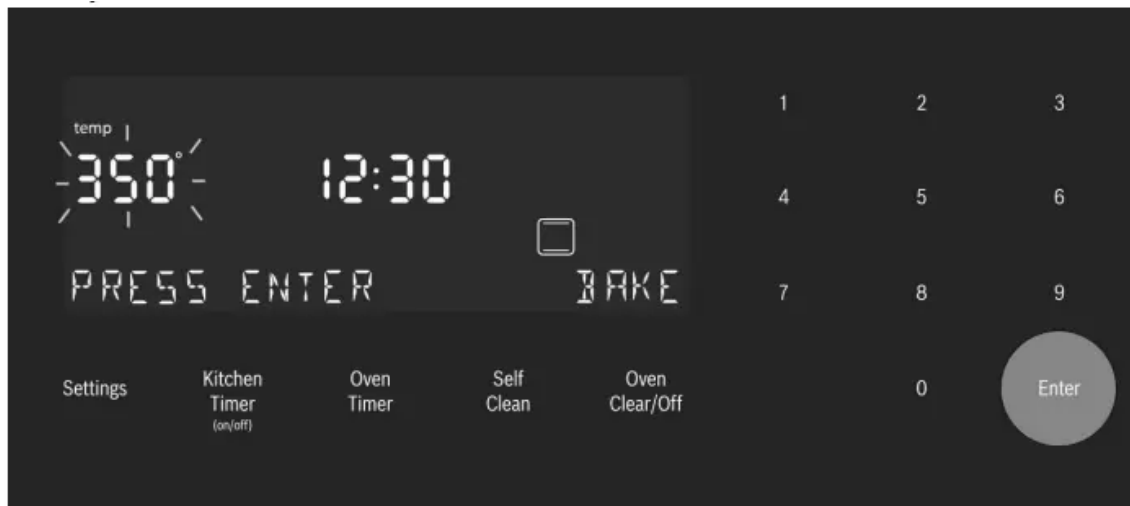 temp
350° 12:30
PRESS ENTER BAKE
1 2 3
4 5 6
7 8 9
0 Enter
Settings
Kitchen
Timer
(on/off)
Oven
Timer
Self
Clean
Oven
Clear/Off